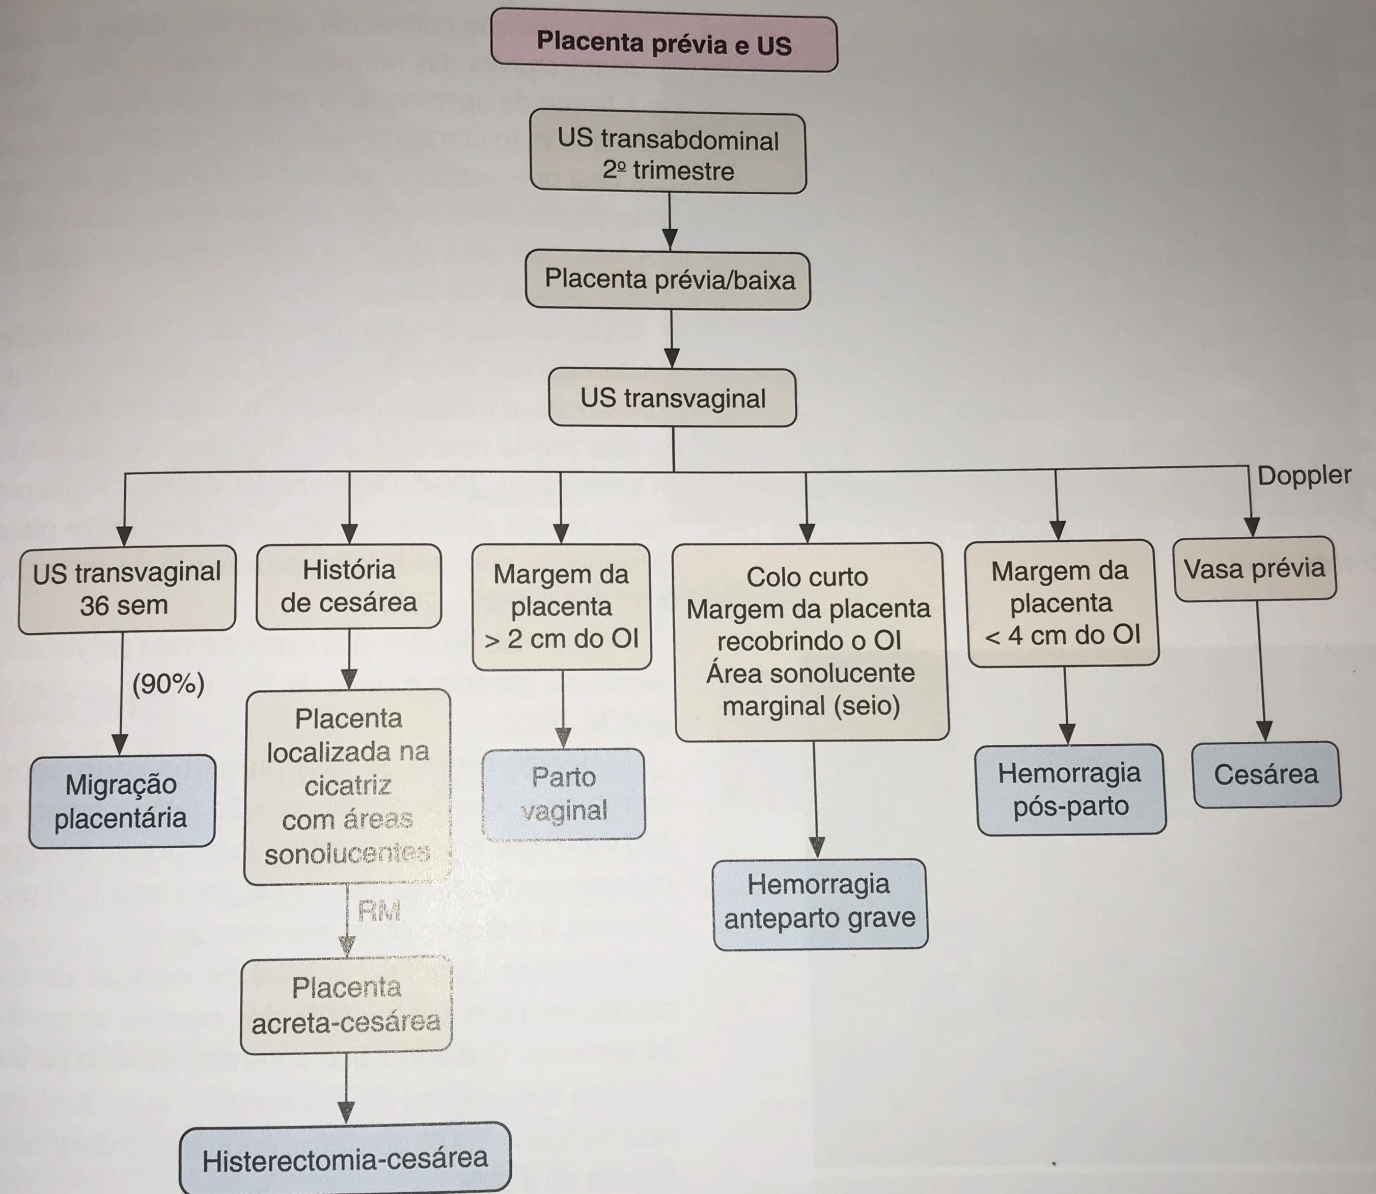 Placenta prévia e US
US transabdominal
2º trimestre
Placenta prévia/baixa
US transvaginal
Doppler
US transvaginal
36 sem
(90%)
Migração
placentária
História
de cesárea
Placenta
localizada na
cicatriz
com áreas
sonolucentes
RM
Placenta
acreta-cesárea
Histerectomia-cesárea
Margem da
placenta
> 2 cm do OI
Parto
vaginal
Colo curto
Margem da placenta
recobrindo o OI
Área sonolucente
marginal (seio)
Hemorragia
anteparto grave
Margem da
placenta
< 4 cm do OI
Hemorragia
pós-parto
Vasa prévia
Cesárea